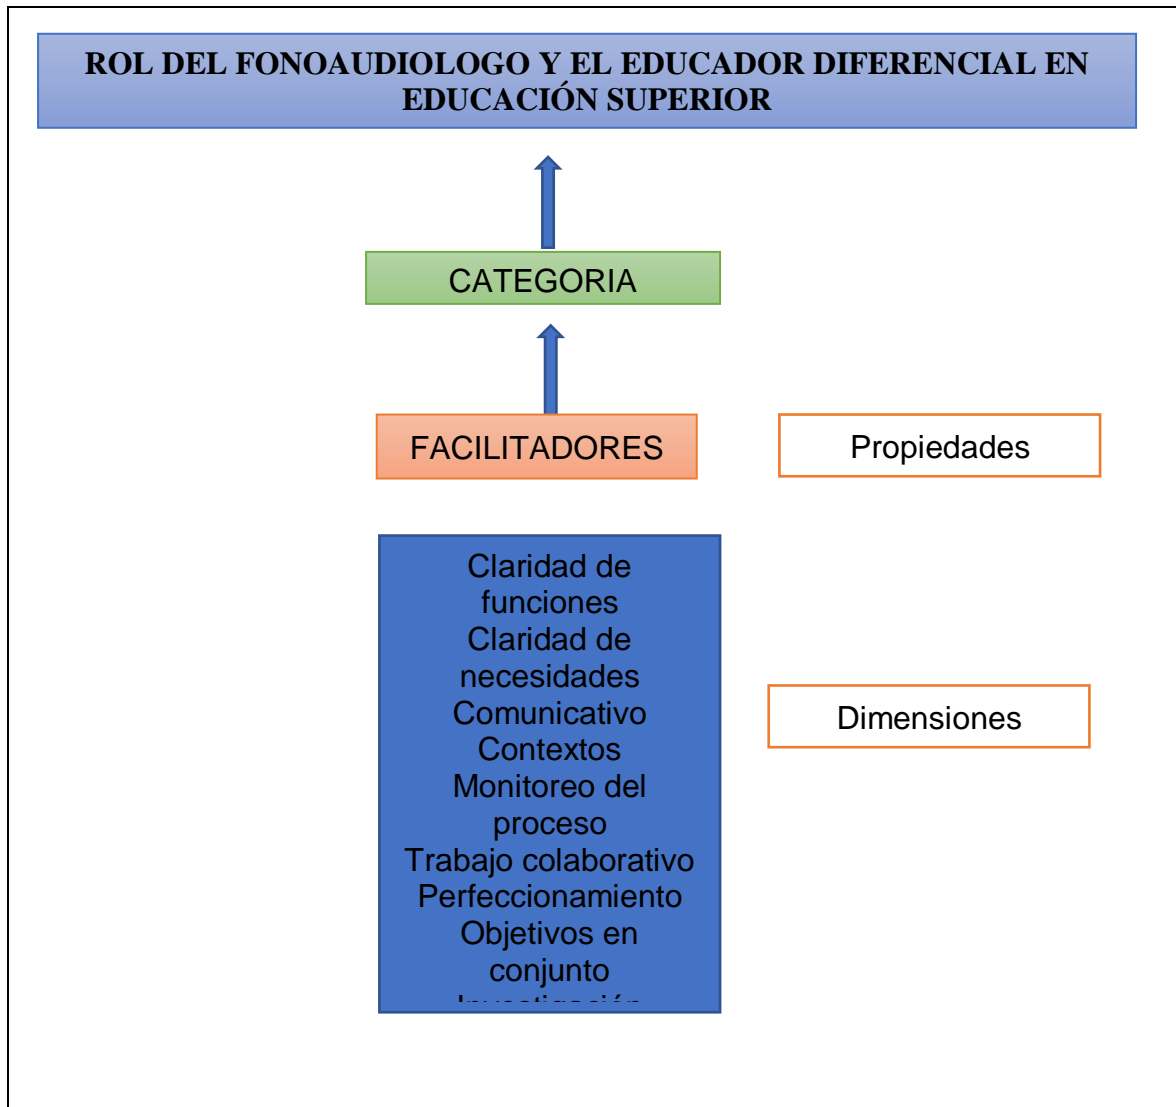 ROL DEL FONOAUDIOLOGO Y EL EDUCADOR DIFERENCIAL EN
EDUCACIÓN SUPERIOR
CATEGORIA
FACILITADORES
Propiedades
Claridad de
funciones
Claridad de
necesidades
Comunicativo
Contextos
Monitoreo del
proceso
Trabajo colaborativo
Perfeccionamiento
Objetivos en
conjunto
Investigación
Dimensiones